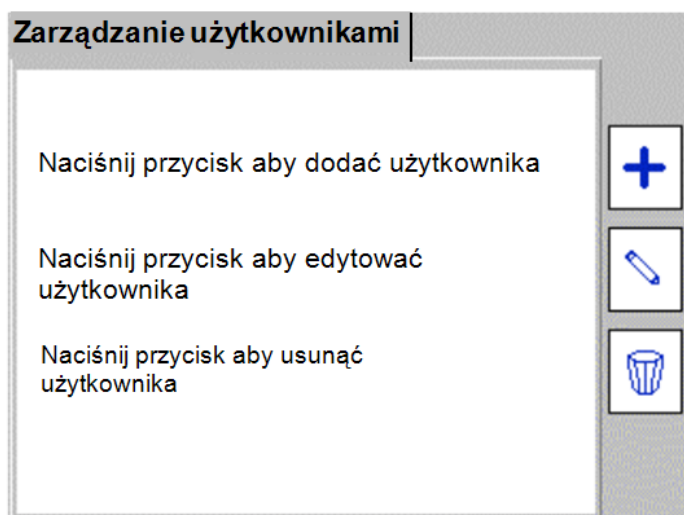 Zarządzanie użytkownikami
Naciśnij przycisk aby dodać użytkownika
Naciśnij przycisk aby edytować
użytkownika
Naciśnij przycisk aby usunąć
użytkownika